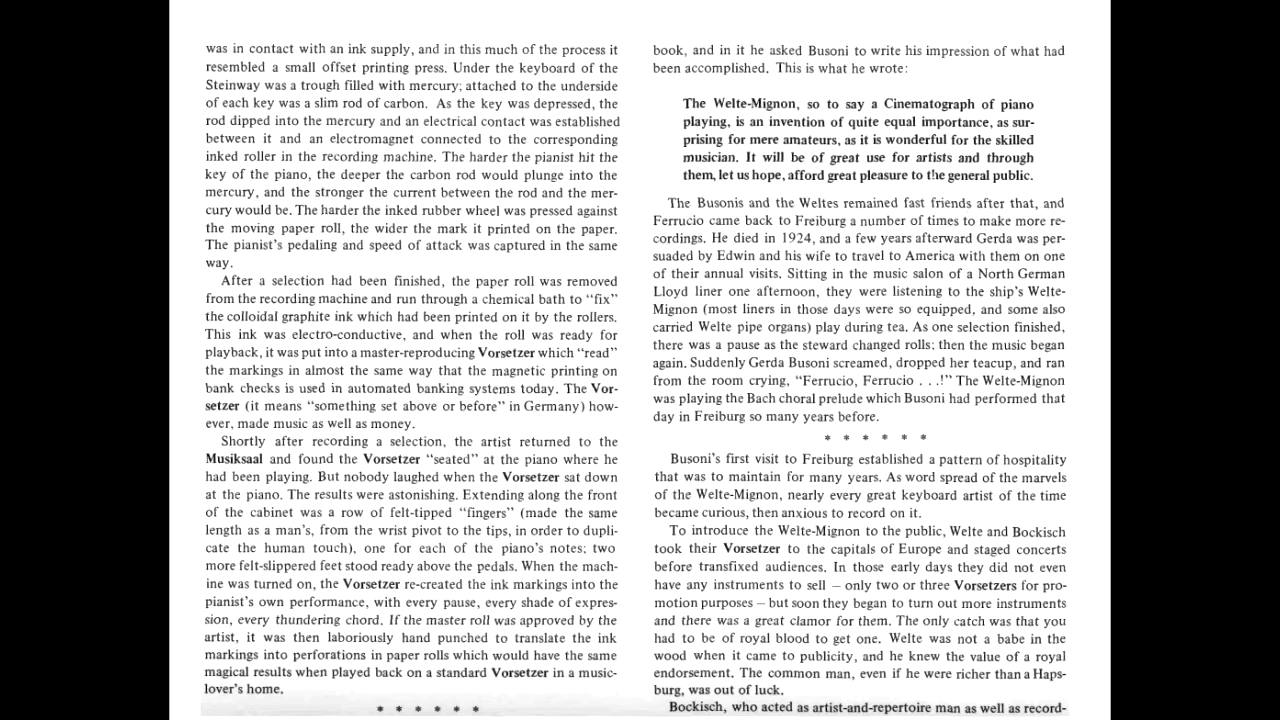 was in contact with an ink supply, and in this much of the process it
resembled a small offset printing press. Under the keyboard of the
Steinway was a trough filled with mercury; attached to the underside
of each key was a slim rod of carbon. As the key was depressed, the
rod dipped into the mercury and an electrical contact was established
between it and an electromagnet connected to the corresponding
inked roller in the recording machine. The harder the pianist hit the
key of the piano, the deeper the carbon rod would plunge into the
mercury, and the stronger the current between the rod and the mer-
cury would be. The harder the inked rubber wheel was pressed against
the moving paper roll, the wider the mark it printed on the paper.
The pianist's pedaling and speed of attack was captured in the same
way.
After a selection had been finished, the paper roll was removed
from the recording machine and run through a chemical bath to "fix"
the colloidal graphite ink which had been printed on it by the rollers.
This ink was electro-conductive, and when the roll was ready for
playback, it was put into a master-reproducing Vorsetzer which "read"
the markings in almost the same way that the magnetic printing on
bank checks is used in automated banking systems today. The Vor-
setzer (it means "something set above or before" in Germany) how-
ever, made music as well as money.
Shortly after recording a selection, the artist returned to the
Musiksaal and found the Vorsetzer "seated" at the piano where he
had been playing. But nobody laughed when the Vorsetzer sat down
at the piano. The results were astonishing. Extending along the front
of the cabinet was a row of felt-tipped "fingers" (made the same
length as a man's, from the wrist pivot to the tips, in order to dupli-
cate the human touch), one for each of the piano's notes; two
more felt-slippered feet stood ready above the pedals. When the mach-
ine was turned on, the Vorsetzer re-created the ink markings into the
pianist's own performance, with every pause, every shade of expres-
sion, every thundering chord. If the master roll was approved by the
artist, it was then laboriously hand punched to translate the ink
markings into perforations in paper rolls which would have the same
magical results when played back on a standard Vorsetzer in a music-
lover's home.
* * * * * *
book, and in it he asked Busoni to write his impression of what had
been accomplished. This is what he wrote:
The Welte-Mignon, so to say a Cinematograph of piano
playing, is an invention of quite equal importance, as sur-
prising for mere amateurs, as it is wonderful for the skilled
musician. It will be of great use for artists and through
them, let us hope, afford great pleasure to the general public.
The Busonis and the Weltes remained fast friends after that, and
Ferrucio came back to Freiburg a number of times to make more re-
cordings. He died in 1924, and a few years afterward Gerda was per-
suaded by Edwin and his wife to travel to America with them on one
of their annual visits. Sitting in the music salon of a North German
Lloyd liner one afternoon, they were listening to the ship's Welte-
Mignon (most liners in those days were so equipped, and some also
carried Welte pipe organs) play during tea. As one selection finished,
there was a pause as the steward changed rolls; then the music began
again. Suddenly Gerda Busoni screamed, dropped her teacup, and ran
from the room crying, "Ferrucio, Ferrucio . . .!" The Welte-Mignon
was playing the Bach choral prelude which Busoni had performed that
day in Freiburg so many years before.
* * * * * *
Busoni's first visit to Freiburg established a pattern of hospitality
that was to maintain for many years. As word spread of the marvels
of the Welte-Mignon, nearly every great keyboard artist of the time
became curious, then anxious to record on it.
To introduce the Welte-Mignon to the public, Welte and Bockisch
took their Vorsetzer to the capitals of Europe and staged concerts
before transfixed audiences. In those early days they did not even
have any instruments to sell – only two or three Vorsetzers for pro-
motion purposes – but soon they began to turn out more instruments
and there was a great clamor for them. The only catch was that you
had to be of royal blood to get one. Welte was not a babe in the
wood when it came to publicity, and he knew the value of a royal
endorsement. The common man, even if he were richer than a Haps-
burg, was out of luck.
Bockisch, who acted as artist-and-repertoire man as well as record-